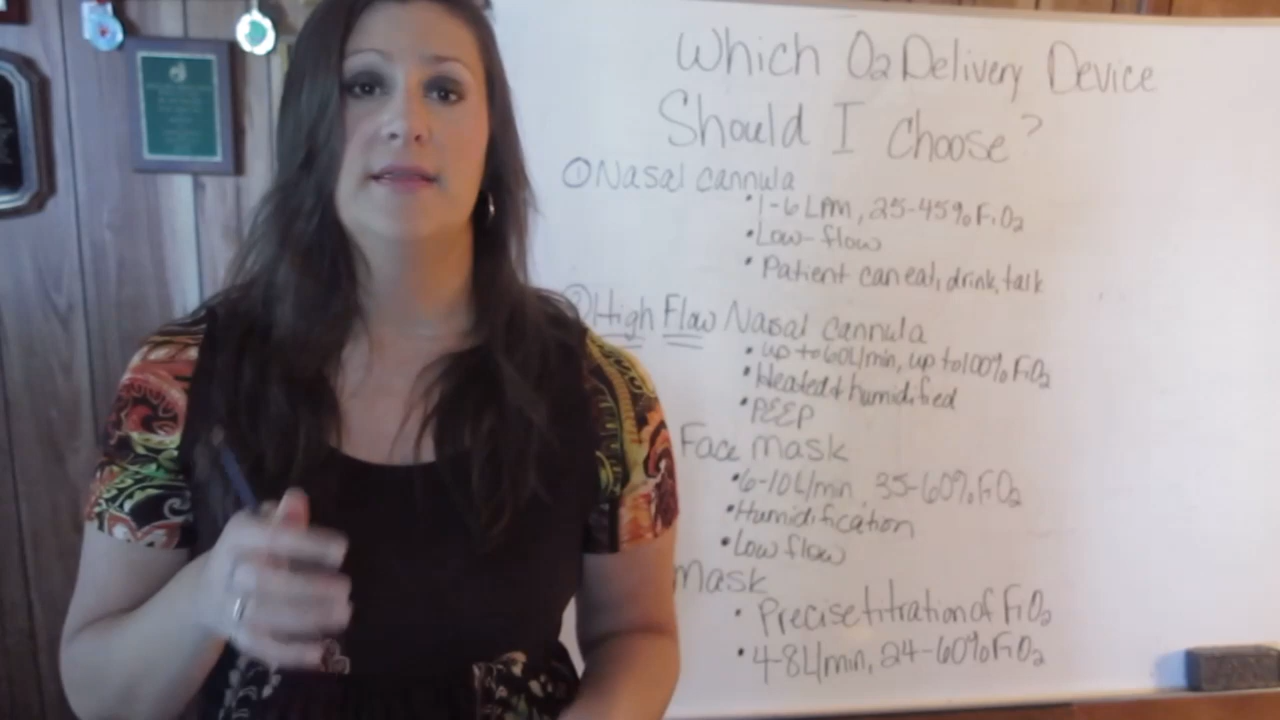 Which O2 Delivery Device
Should I Choose?
① Nasal cannula
• 1-6 LPM, 25-45% FiO2
• Low-flow
• Patient can eat, drink, talk
② High Flow Nasal cannula
• up to 60L/min, up to 100% FiO2
• Heated & humidified
• PEEP
Face mask
• 6-10L/min, 35-60% FiO2
• Humidification
• Low flow
Mask
• Precise titration of FiO2
• 4-8L/min, 24-60% FiO2